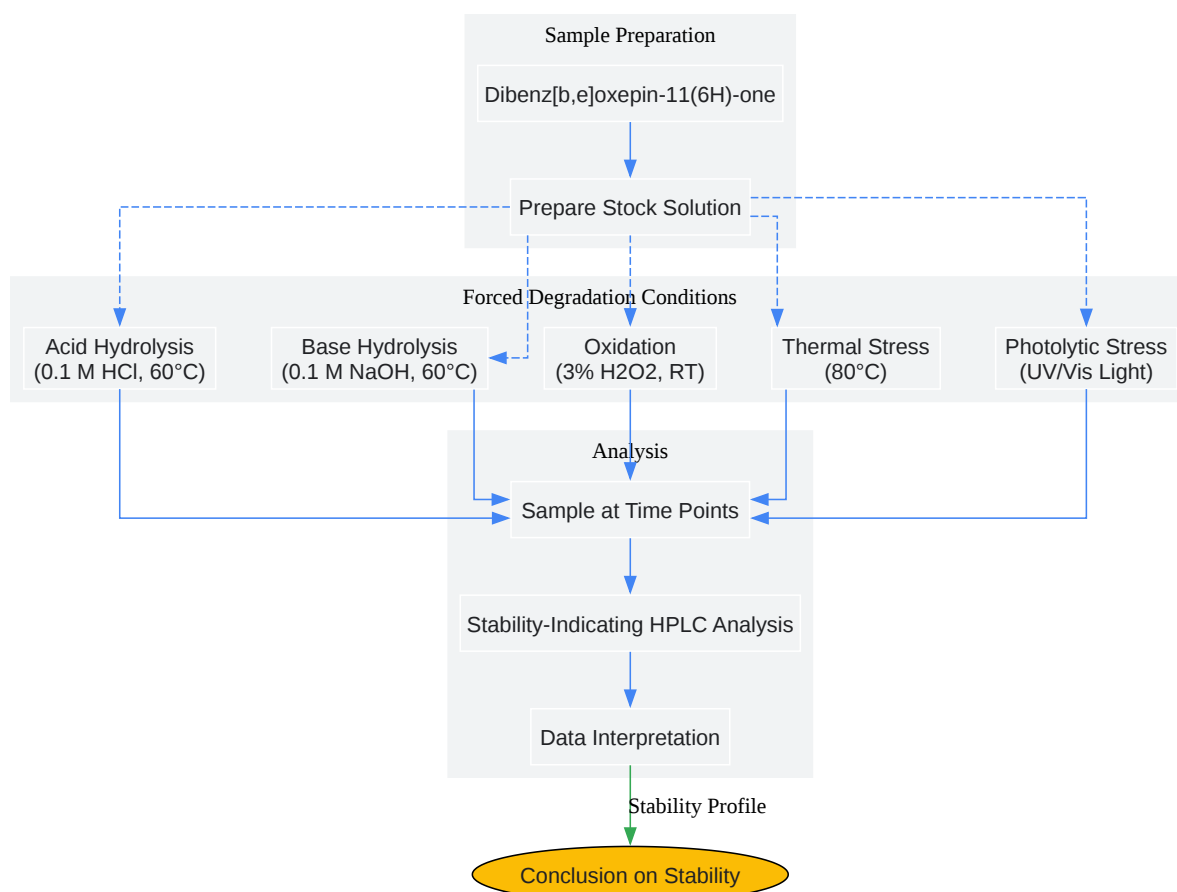 Sample Preparation
Dibenz[b,e]oxepin-11(6H)-one
Prepare Stock Solution
Forced Degradation Conditions
Acid Hydrolysis
(0.1 M HCl, 60°C)
Base Hydrolysis
(0.1 M NaOH, 60°C)
Oxidation
(3% H2O2, RT)
Thermal Stress
(80°C)
Photolytic Stress
(UV/Vis Light)
Analysis
Sample at Time Points
Stability-Indicating HPLC Analysis
Data Interpretation
Stability Profile
Conclusion on Stability